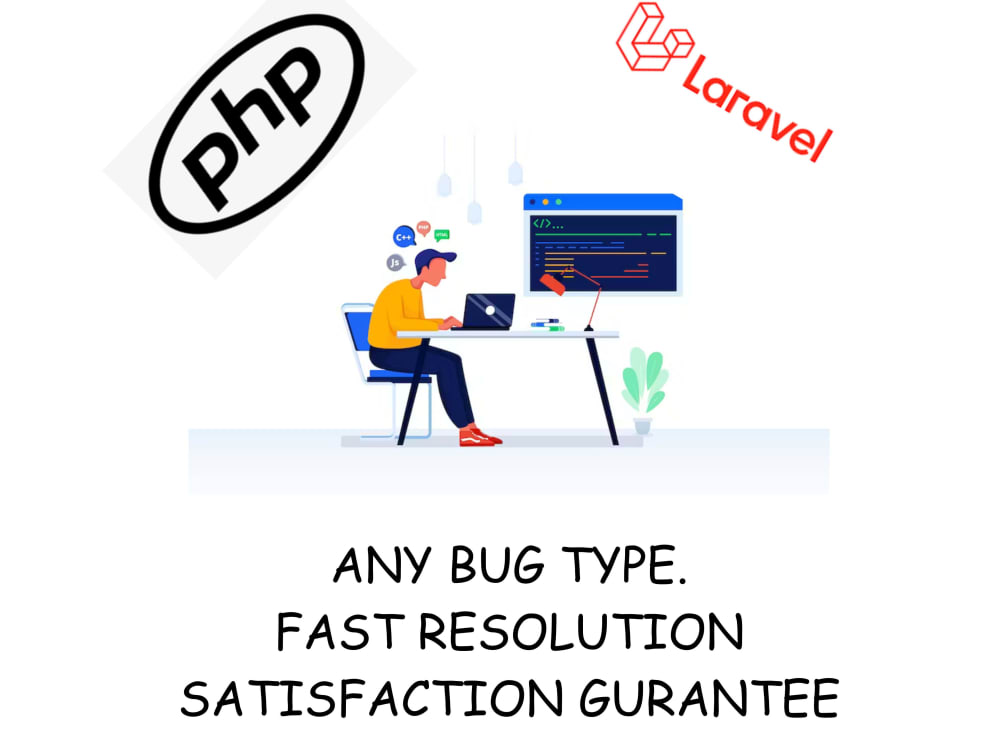 php
Laravel
C++
PHP
HTML
Js
</>...
ANY BUG TYPE.
FAST RESOLUTION
SATISFACTION GURANTEE